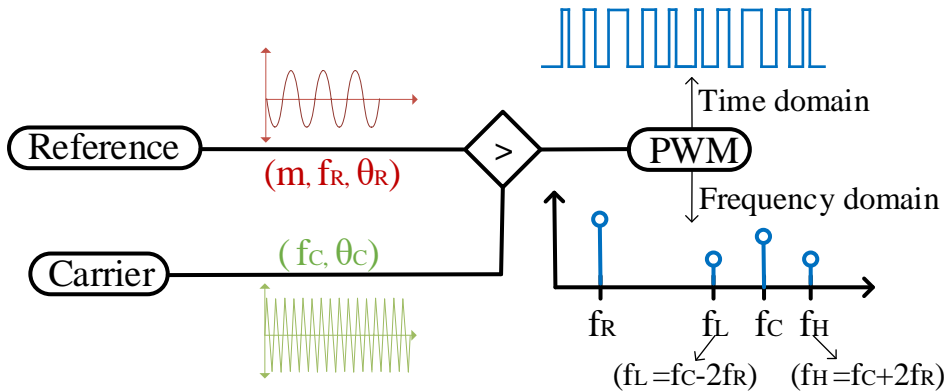 Time domain
Reference
>
PWM
(m, fR, θR)
Frequency domain
(fC, θC)
Carrier
fR fL fC fH
(fL=fC-2fR) (fH=fC+2fR)